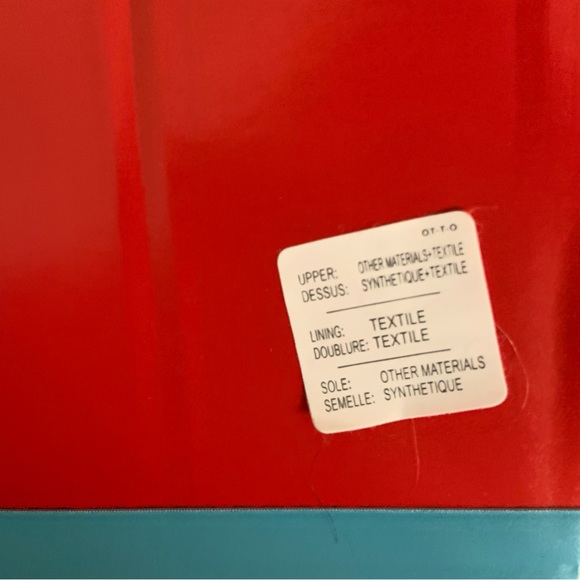 OT-T-O
UPPER: OTHER MATERIALS+TEXTILE
DESSUS: SYNTHETIQUE+TEXTILE
LINING: TEXTILE
DOUBLURE: TEXTILE
SOLE: OTHER MATERIALS
SEMELLE: SYNTHETIQUE